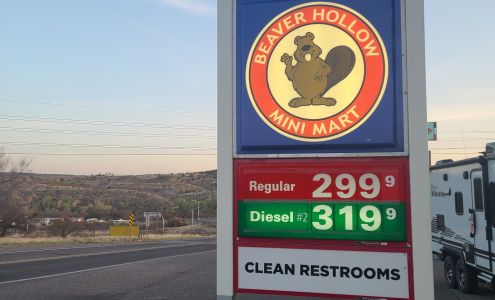 BEAVER HOLLOW
MINI MART
Regular 299 9
Diesel #2 319 9
CLEAN RESTROOMS